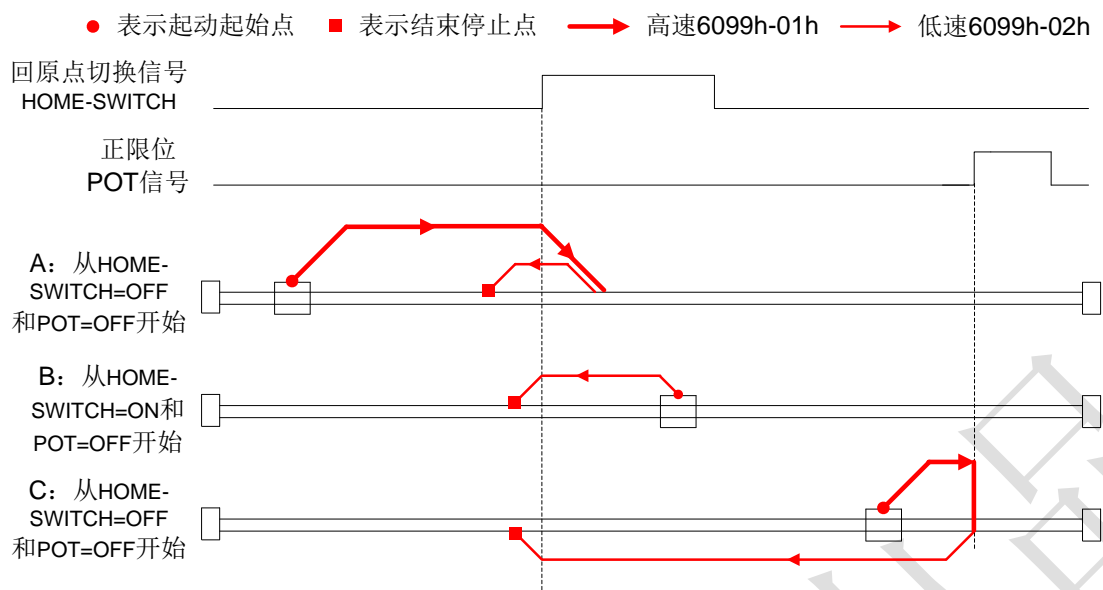 表示起动起始点 表示结束停止点 高速6099h-01h 低速6099h-02h
回原点切换信号
HOME-SWITCH
正限位
POT信号
A：从HOME-
SWITCH=OFF
和POT=OFF开始
B：从HOME-
SWITCH=ON和
POT=OFF开始
C：从HOME-
SWITCH=OFF
和POT=OFF开始